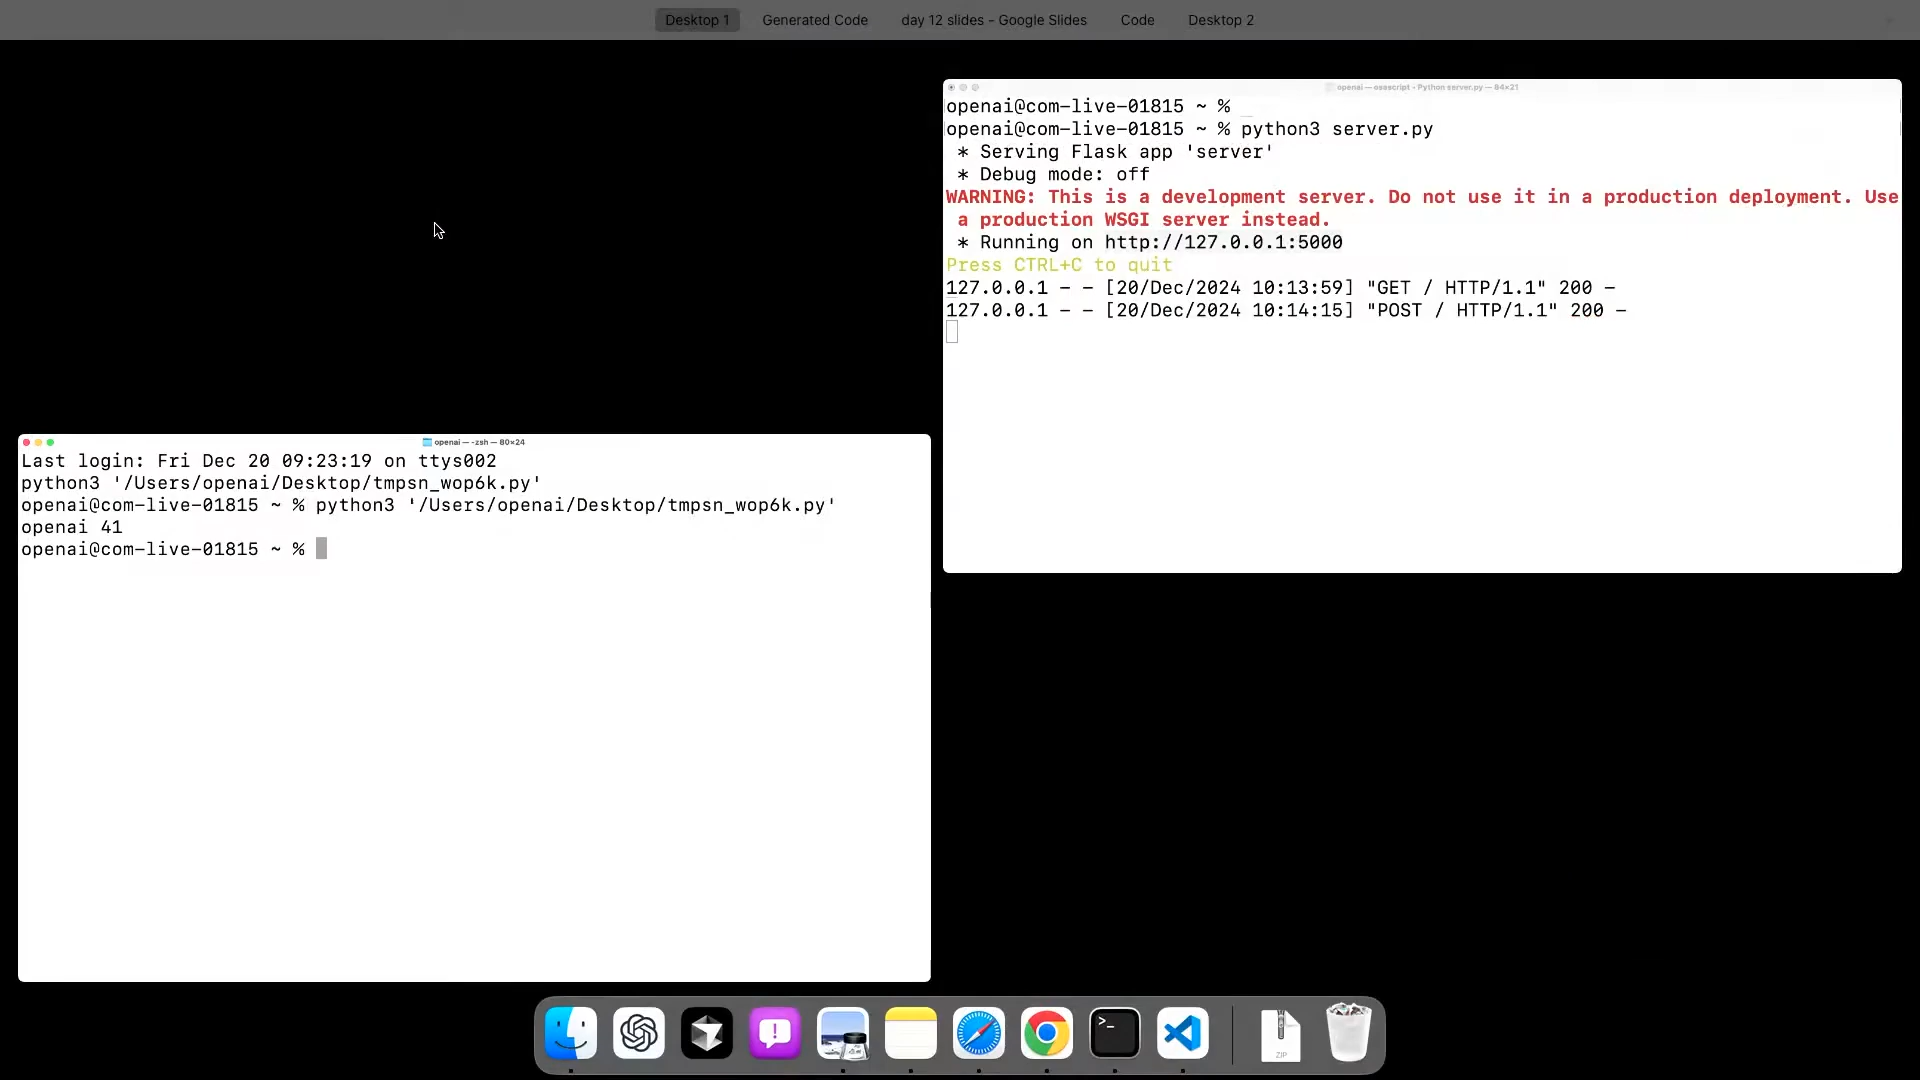 Desktop 1
Generated Code
day 12 slides - Google Slides
Code
Desktop 2
openai — osascript - Python server.py — 84×21
openai@com-live-01815 ~ %
openai@com-live-01815 ~ % python3 server.py
* Serving Flask app 'server'
* Debug mode: off
WARNING: This is a development server. Do not use it in a production deployment. Use
a production WSGI server instead.
* Running on http://127.0.0.1:5000
Press CTRL+C to quit
127.0.0.1 - - [20/Dec/2024 10:13:59] "GET / HTTP/1.1" 200 -
127.0.0.1 - - [20/Dec/2024 10:14:15] "POST / HTTP/1.1" 200 -
openai — -zsh — 80×24
Last login: Fri Dec 20 09:23:19 on ttys002
python3 '/Users/openai/Desktop/tmpsn_wop6k.py'
openai@com-live-01815 ~ % python3 '/Users/openai/Desktop/tmpsn_wop6k.py'
openai 41
openai@com-live-01815 ~ %
ZIP